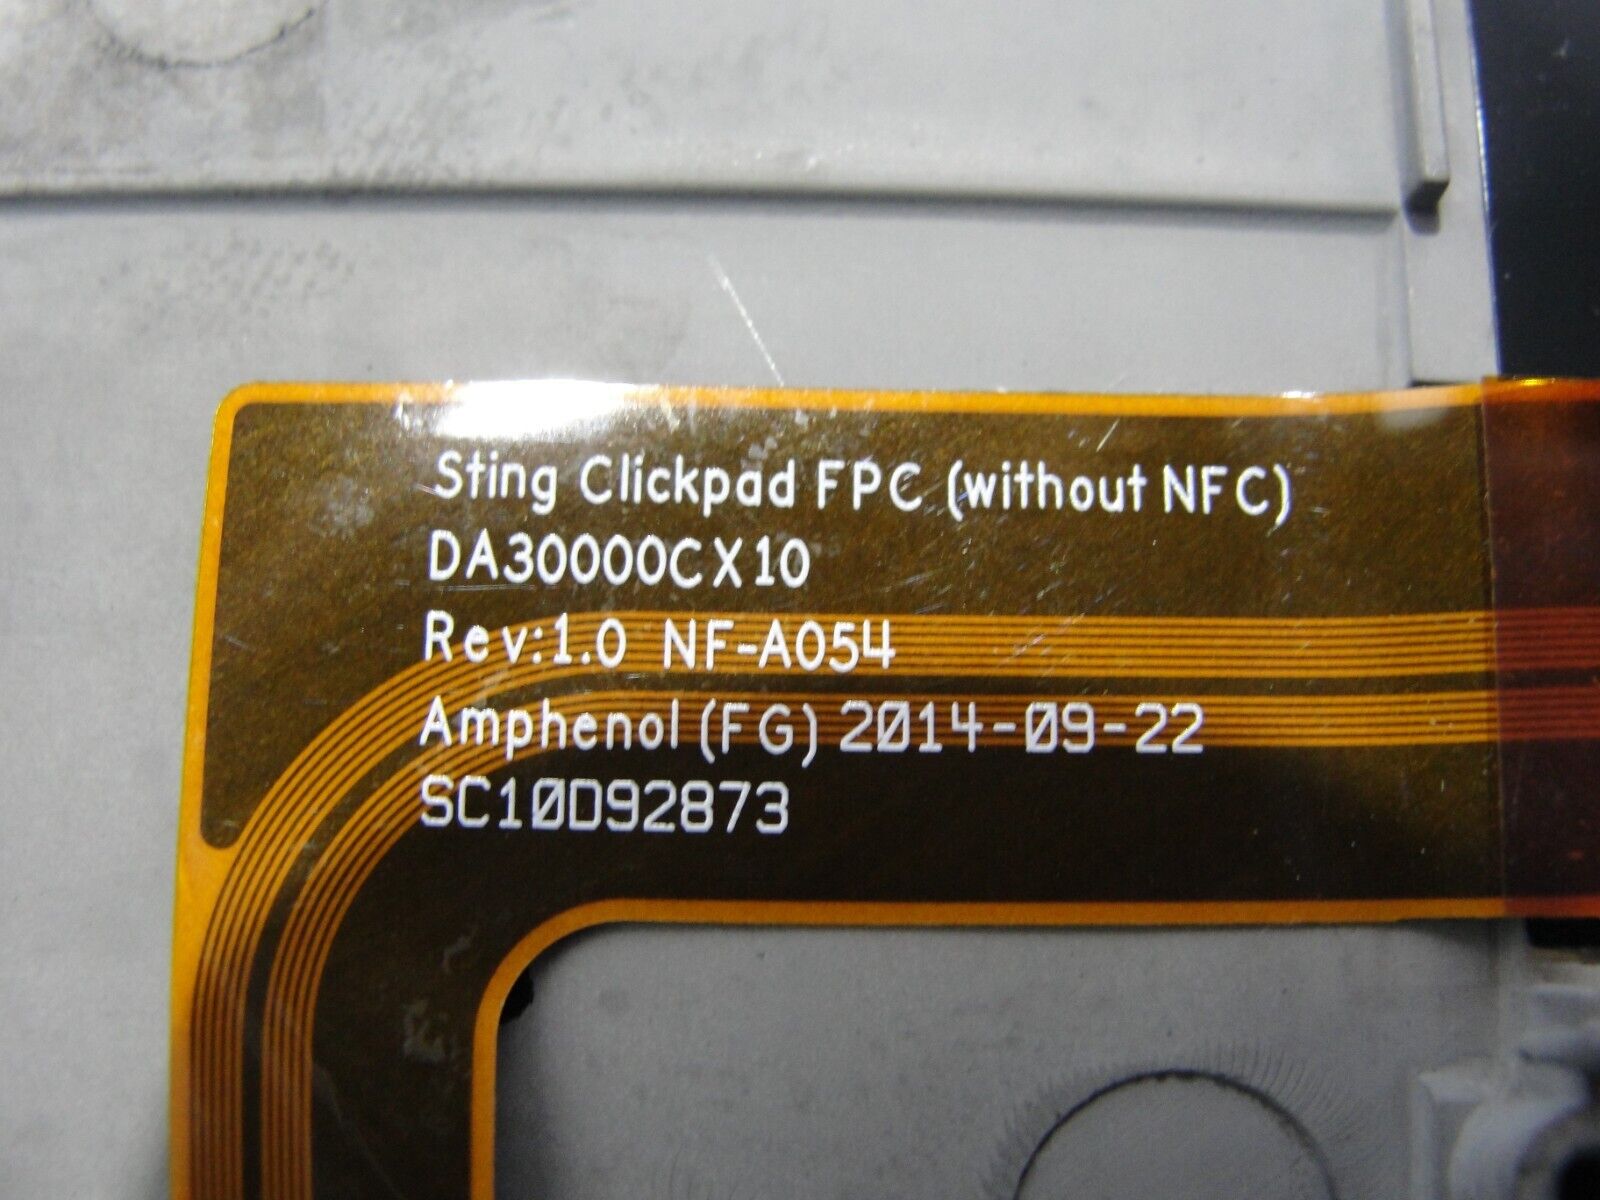 Sting Clickpad FPC (without NFC)
DA30000CX10
Rev:1.0 NF-A054
Amphenol (FG) 2014-09-22
SC10D92873